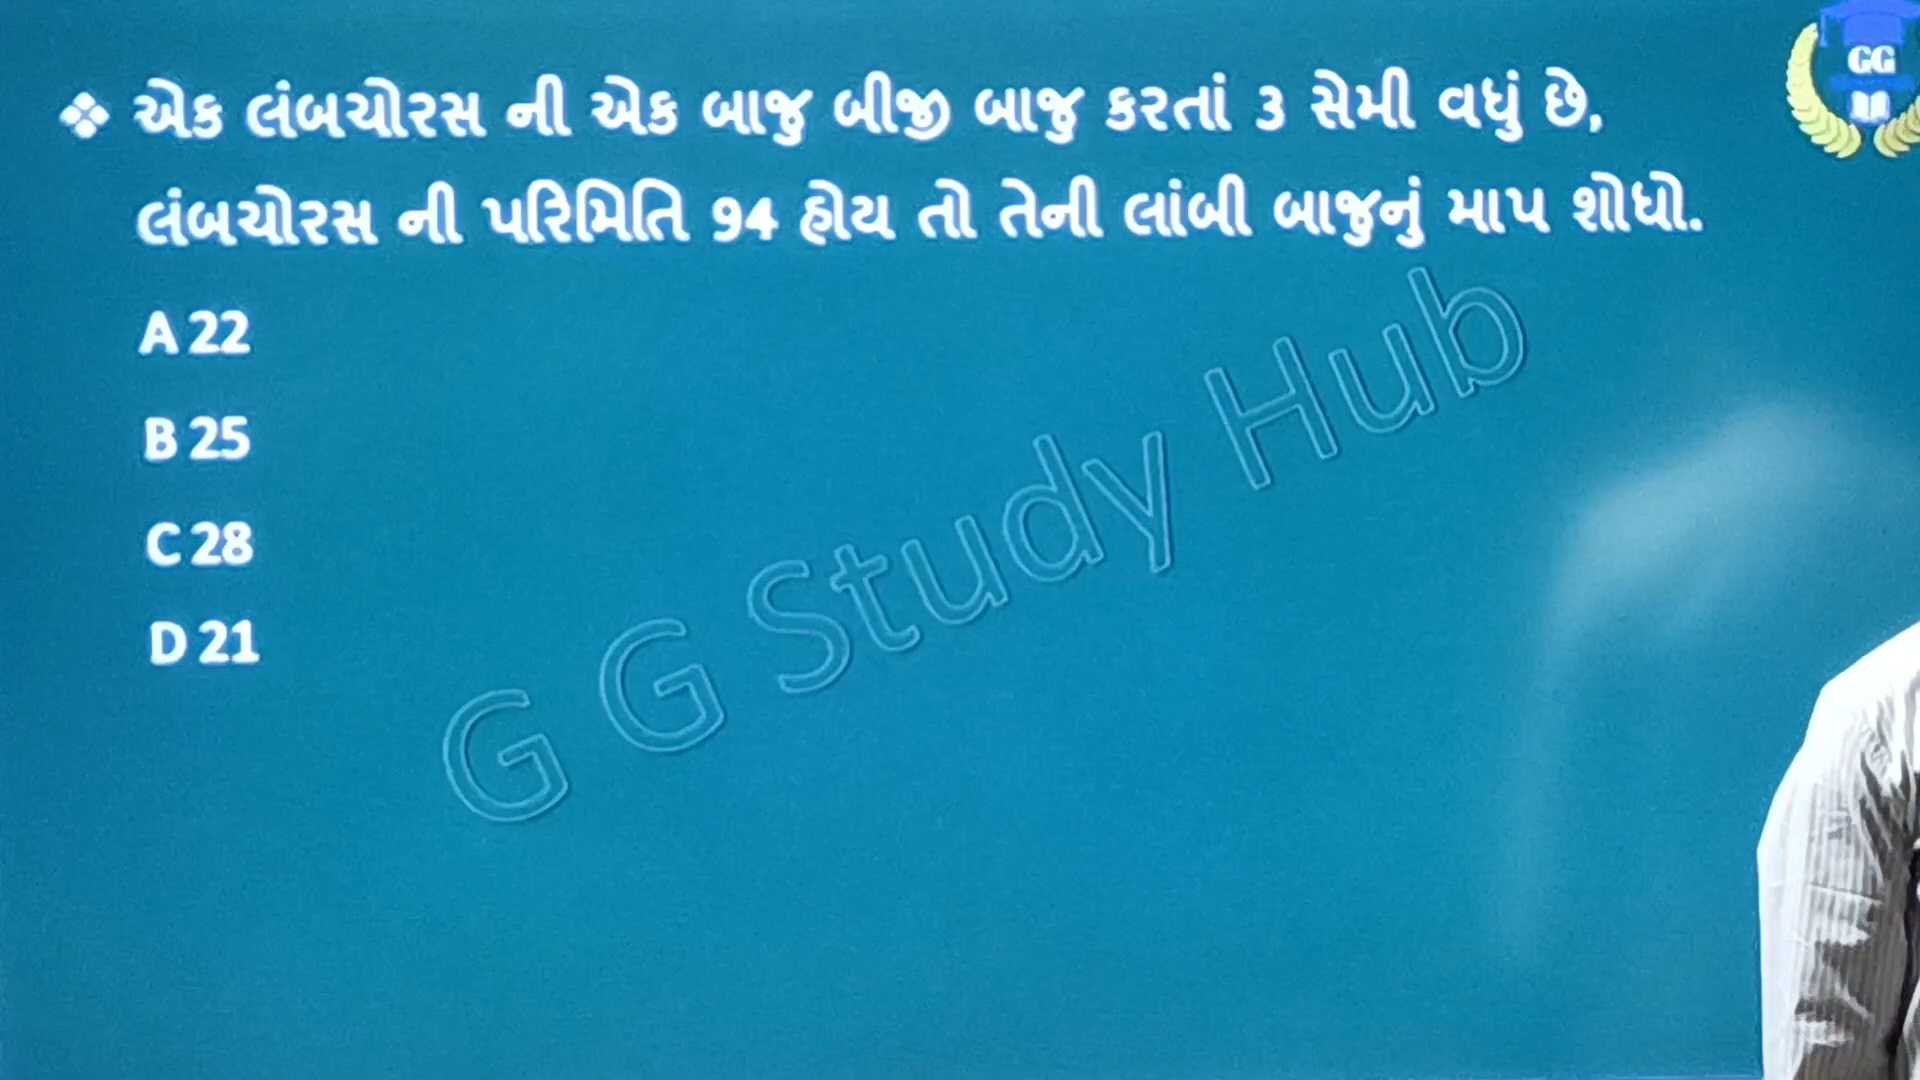 GG
❖ એક લંબચોરસ ની એક બાજુ બીજી બાજુ કરતાં 3 સેમી વધું છે,
લંબચોરસ ની પરિમિતિ 94 હોય તો તેની લાંબી બાજુનું માપ શોધો.
A 22
B 25
C 28
D 21
G G Study Hub